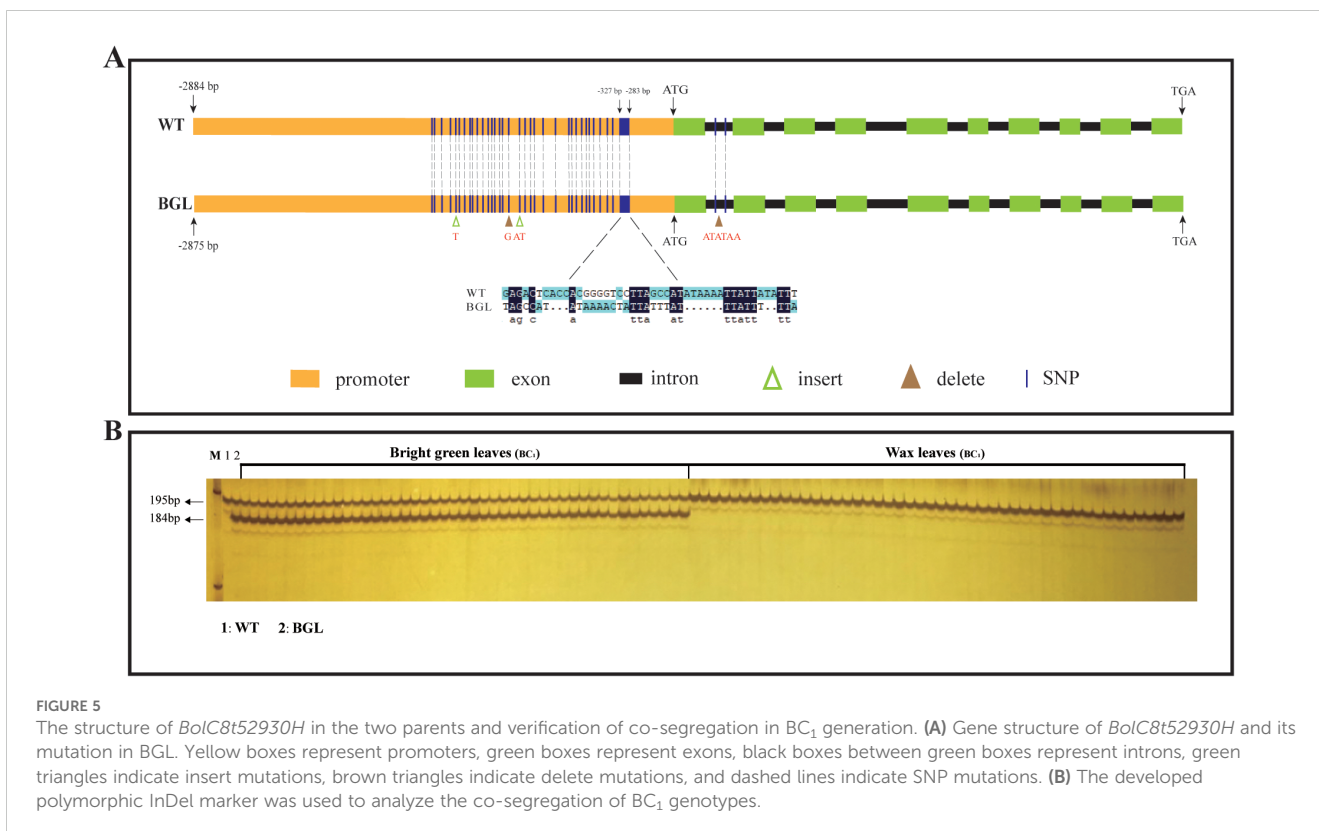 A
-2884 bp
-327 bp
-283 bp
ATG
TGA
WT
BGL
T
G AT
ATATAA
-2875 bp
ATG
TGA
WT GAGACTCACCACGGGGTCCTTAGCCATATAAAATTATTATATTT
BGL TAGCCAT...ATAAAACTATTATTTAT......TTATTT..TTA
ag c a tta at ttatt tt
promoter exon intron insert delete SNP
B
M 1 2 Bright green leaves (BC₁) Wax leaves (BC₁)
195bp
184bp
1: WT 2: BGL
FIGURE 5
The structure of BolC8t52930H in the two parents and verification of co-segregation in BC₁ generation. (A) Gene structure of BolC8t52930H and its
mutation in BGL. Yellow boxes represent promoters, green boxes represent exons, black boxes between green boxes represent introns, green
triangles indicate insert mutations, brown triangles indicate delete mutations, and dashed lines indicate SNP mutations. (B) The developed
polymorphic InDel marker was used to analyze the co-segregation of BC₁ genotypes.